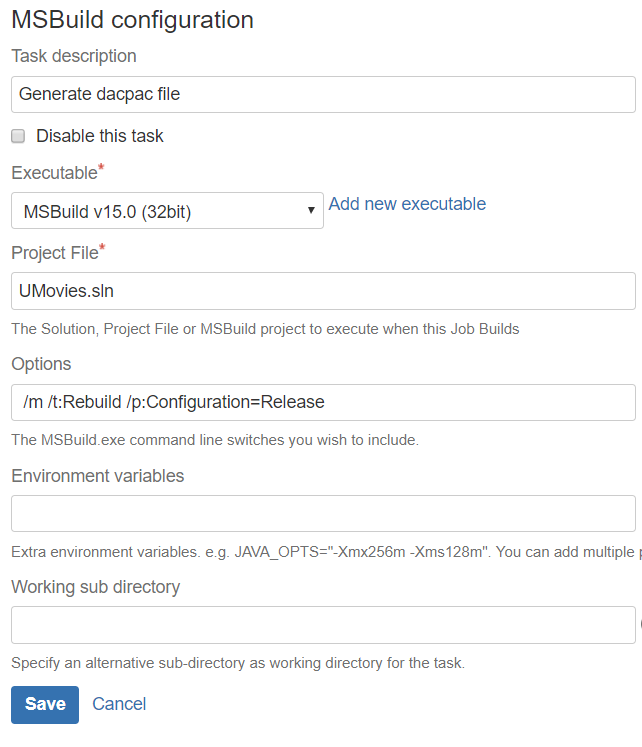 MSBuild configuration
Task description
Generate dacpac file
Disable this task
Executable*
MSBuild v15.0 (32bit) Add new executable
Project File*
UMovies.sln
The Solution, Project File or MSBuild project to execute when this Job Builds
Options
/m /t:Rebuild /p:Configuration=Release
The MSBuild.exe command line switches you wish to include.
Environment variables
Extra environment variables. e.g. JAVA_OPTS="-Xmx256m -Xms128m". You can add multiple
Working sub directory
Specify an alternative sub-directory as working directory for the task.
Save Cancel